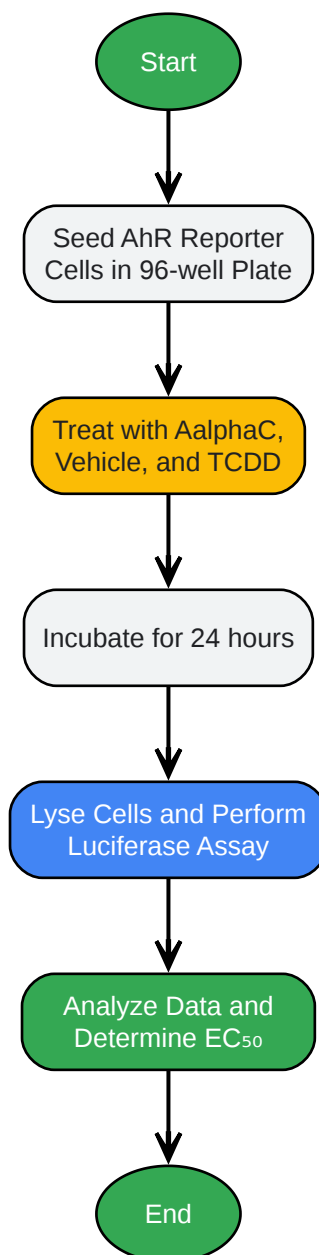 Start
Seed AhR Reporter
Cells in 96-well Plate
Treat with AalphaC,
Vehicle, and TCDD
Incubate for 24 hours
Lyse Cells and Perform
Luciferase Assay
Analyze Data and
Determine EC₅₀
End